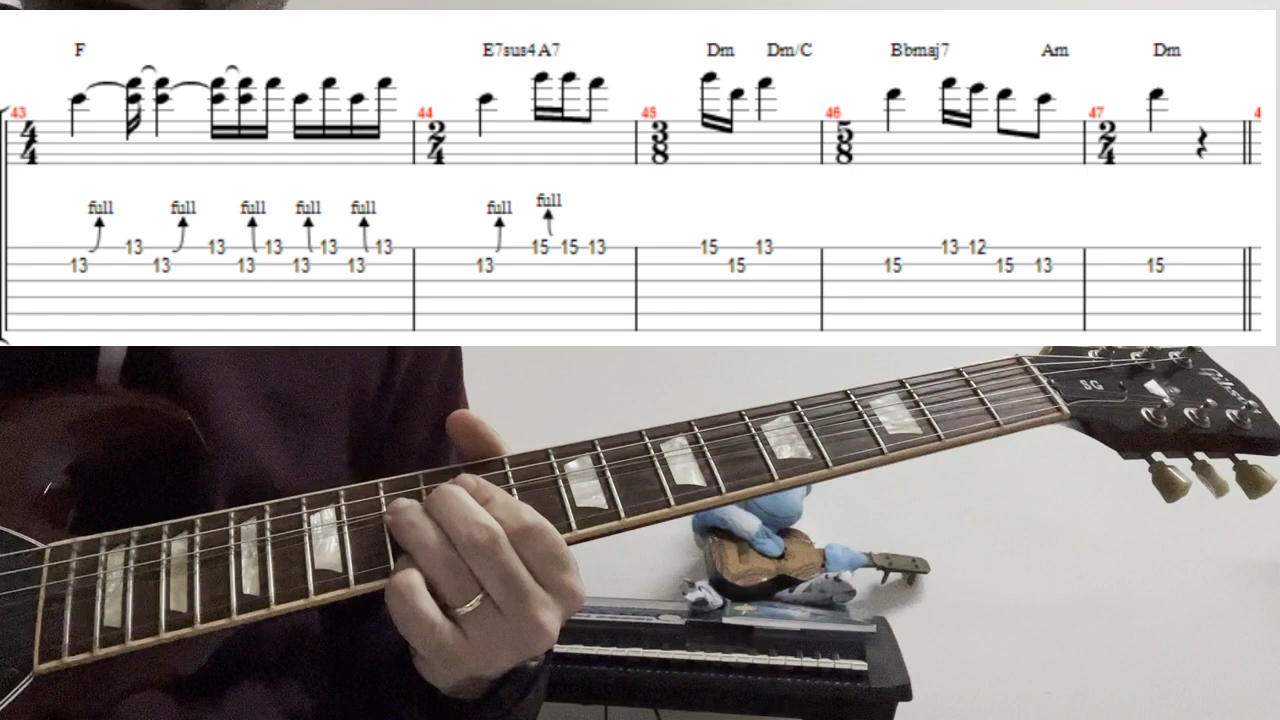 F E7sus4 A7 Dm Dm/C Bbmaj7 Am Dm
43 44 45 46 47 4
4 2 3 5 2
4 4 8 8 4
full full full full full full full
13 13 13 13 15 15 13 15 13 13 12
13 13 13 13 13 13 15 15 15 13 15
SG
Gibson